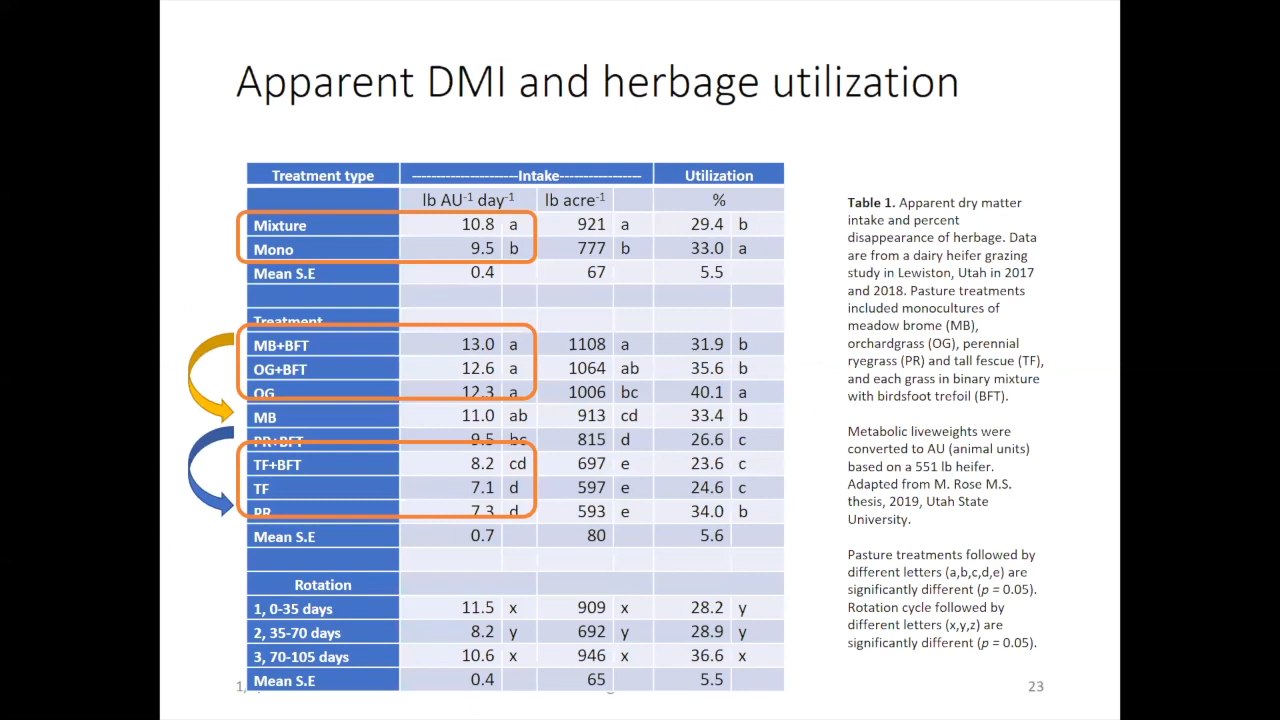 Apparent DMI and herbage utilization
Treatment type ----------------------Intake---------------- Utilization
lb AU-1 day-1 lb acre-1 %
Mixture 10.8 a 921 a 29.4 b
Mono 9.5 b 777 b 33.0 a
Mean S.E 0.4 67 5.5
Treatment
MB+BFT 13.0 a 1108 a 31.9 b
OG+BFT 12.6 a 1064 ab 35.6 b
OG 12.3 a 1006 bc 40.1 a
MB 11.0 ab 913 cd 33.4 b
PR+BFT 9.5 bc 815 d 26.6 c
TF+BFT 8.2 cd 697 e 23.6 c
TF 7.1 d 597 e 24.6 c
PR 7.3 d 593 e 34.0 b
Mean S.E 0.7 80 5.6
Rotation
1, 0-35 days 11.5 x 909 x 28.2 y
2, 35-70 days 8.2 y 692 y 28.9 y
3, 70-105 days 10.6 x 946 x 36.6 x
Mean S.E 0.4 65 5.5
Table 1. Apparent dry matter
intake and percent
disappearance of herbage. Data
are from a dairy heifer grazing
study in Lewiston, Utah in 2017
and 2018. Pasture treatments
included monocultures of
meadow brome (MB),
orchardgrass (OG), perennial
ryegrass (PR) and tall fescue (TF),
and each grass in binary mixture
with birdsfoot trefoil (BFT).
Metabolic liveweights were
converted to AU (animal units)
based on a 551 lb heifer.
Adapted from M. Rose M.S.
thesis, 2019, Utah State
University.
Pasture treatments followed by
different letters (a,b,c,d,e) are
significantly different (p = 0.05).
Rotation cycle followed by
different letters (x,y,z) are
significantly different (p = 0.05).
23